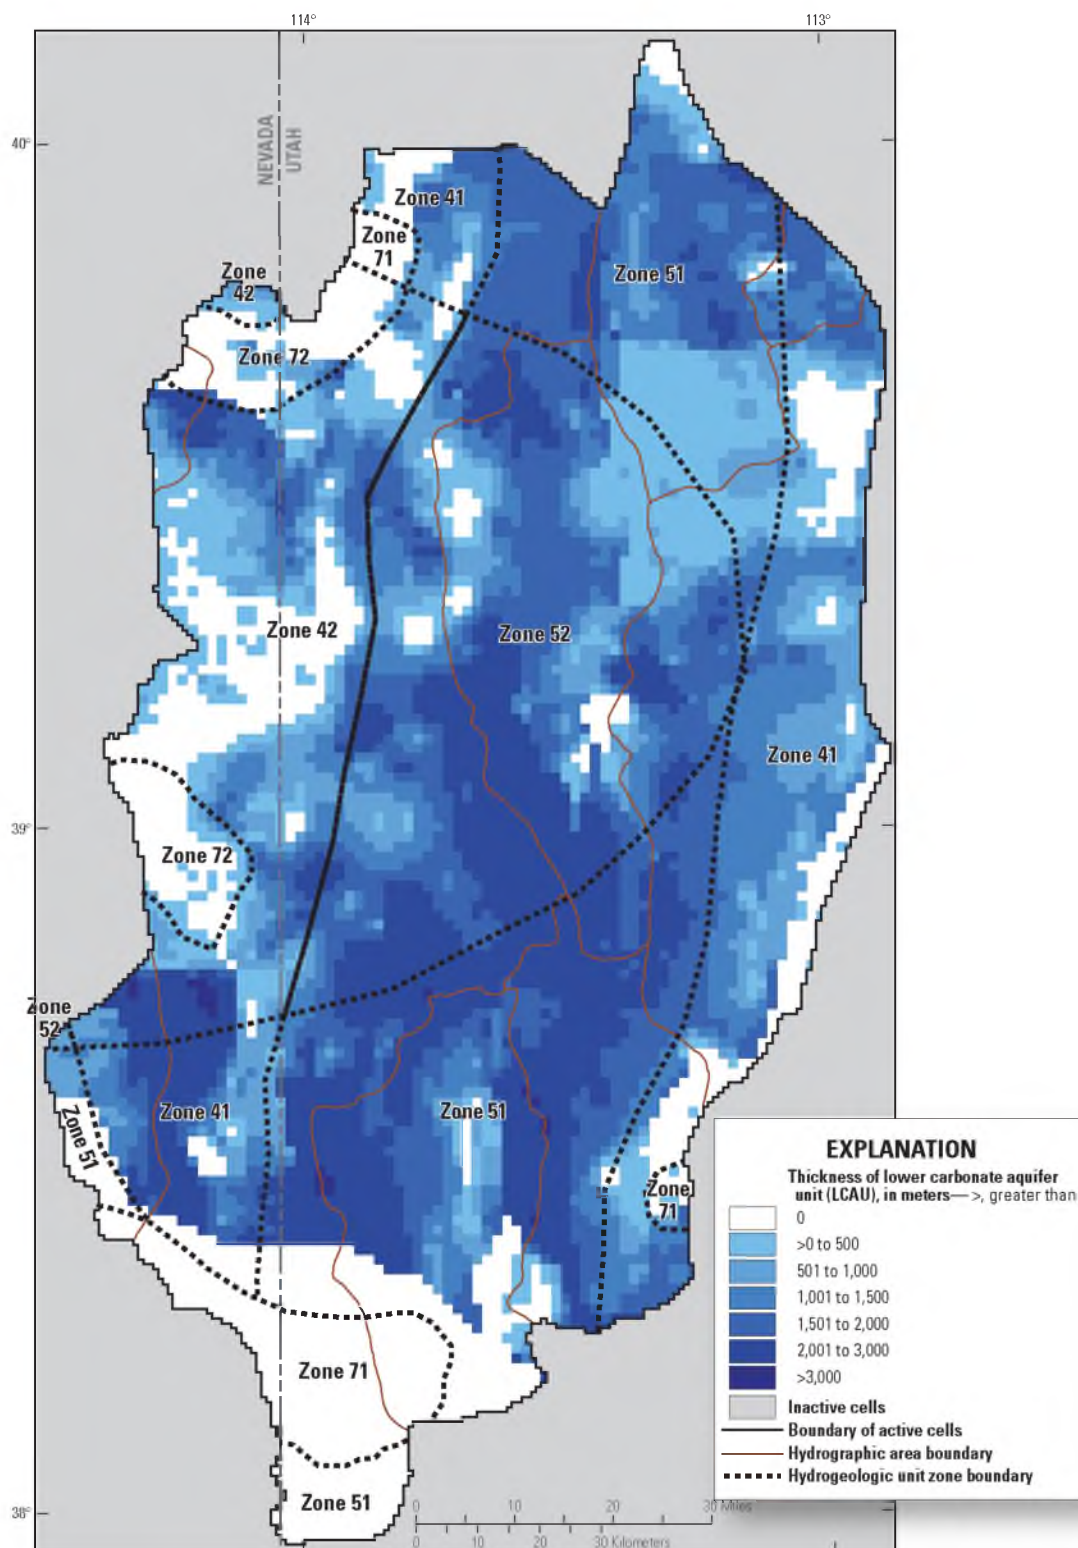 114°
113°
40°
NEVADA
UTAH
Zone 41
Zone
71
Zone
42
Zone 51
Zone 72
Zone 42
Zone 52
Zone 41
39°
Zone 72
Zone
52
Zone 41
Zone 51
Zone 51
Zone
71
Zone 71
Zone 51
38°
EXPLANATION
Thickness of lower carbonate aquifer
unit (LCAU), in meters—>, greater than
0
>0 to 500
501 to 1,000
1,001 to 1,500
1,501 to 2,000
2,001 to 3,000
>3,000
Inactive cells
Boundary of active cells
Hydrographic area boundary
Hydrogeologic unit zone boundary
0 10 20 30 Miles
0 10 20 30 Kilometers